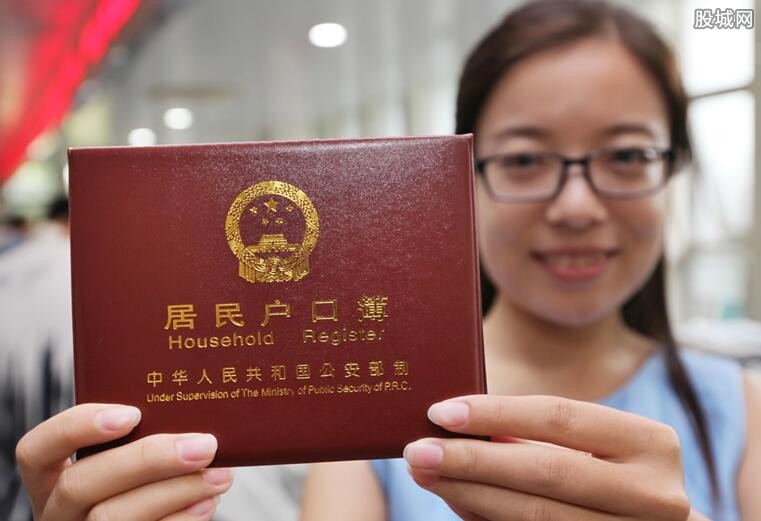 股城网
居民户口簿
Household Register
中华人民共和国公安部制
Under Supervision of The Ministry of Public Security of P.R.C.